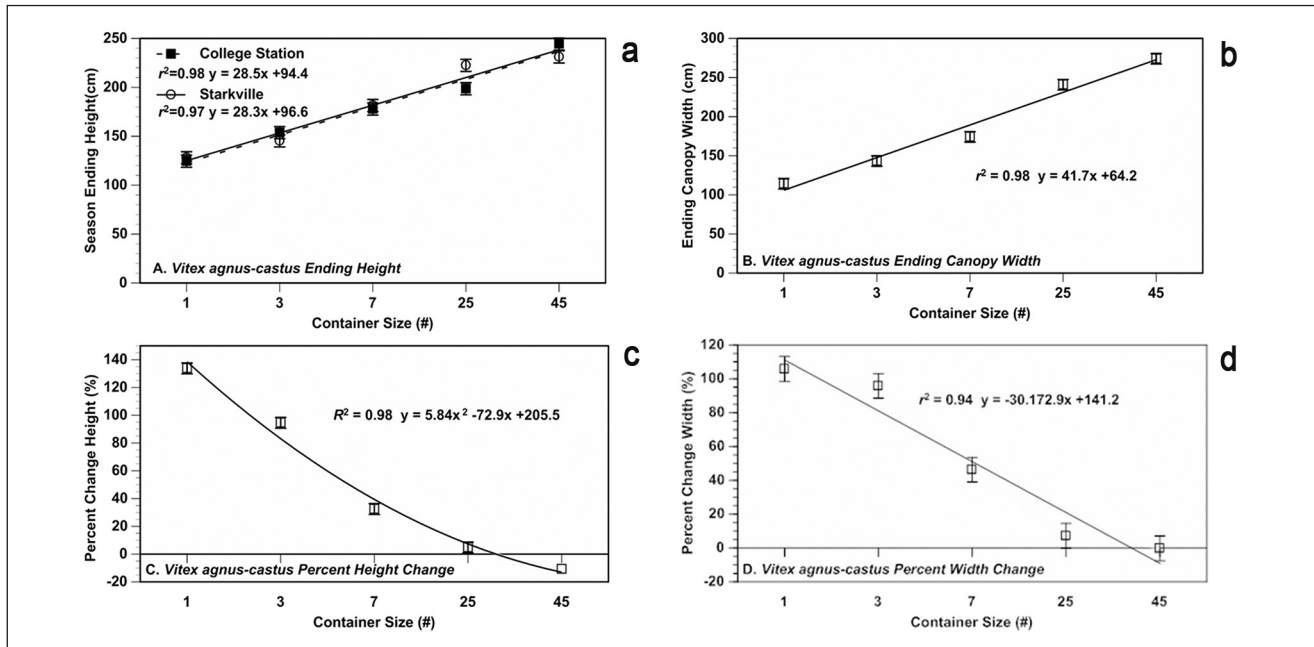 a
250
200
150
100
50
0
Season Ending Height(cm)
College Station
r²=0.98 y = 28.5x +94.4
Starkville
r²=0.97 y = 28.3x +96.6
A. Vitex agnus-castus Ending Height
1 3 7 25 45
Container Size (#)
b
300
250
200
150
100
50
0
Ending Canopy Width (cm)
r² = 0.98 y = 41.7x +64.2
B. Vitex agnus-castus Ending Canopy Width
1 3 7 25 45
Container Size (#)
c
140
120
100
80
60
40
20
0
-20
Percent Change Height (%)
R² = 0.98 y = 5.84x² -72.9x +205.5
C. Vitex agnus-castus Percent Height Change
1 3 7 25 45
Container Size (#)
d
120
100
80
60
40
20
0
-20
Percent Change Width (%)
r² = 0.94 y = -30.172.9x +141.2
D. Vitex agnus-castus Percent Width Change
1 3 7 25 45
Container Size (#)